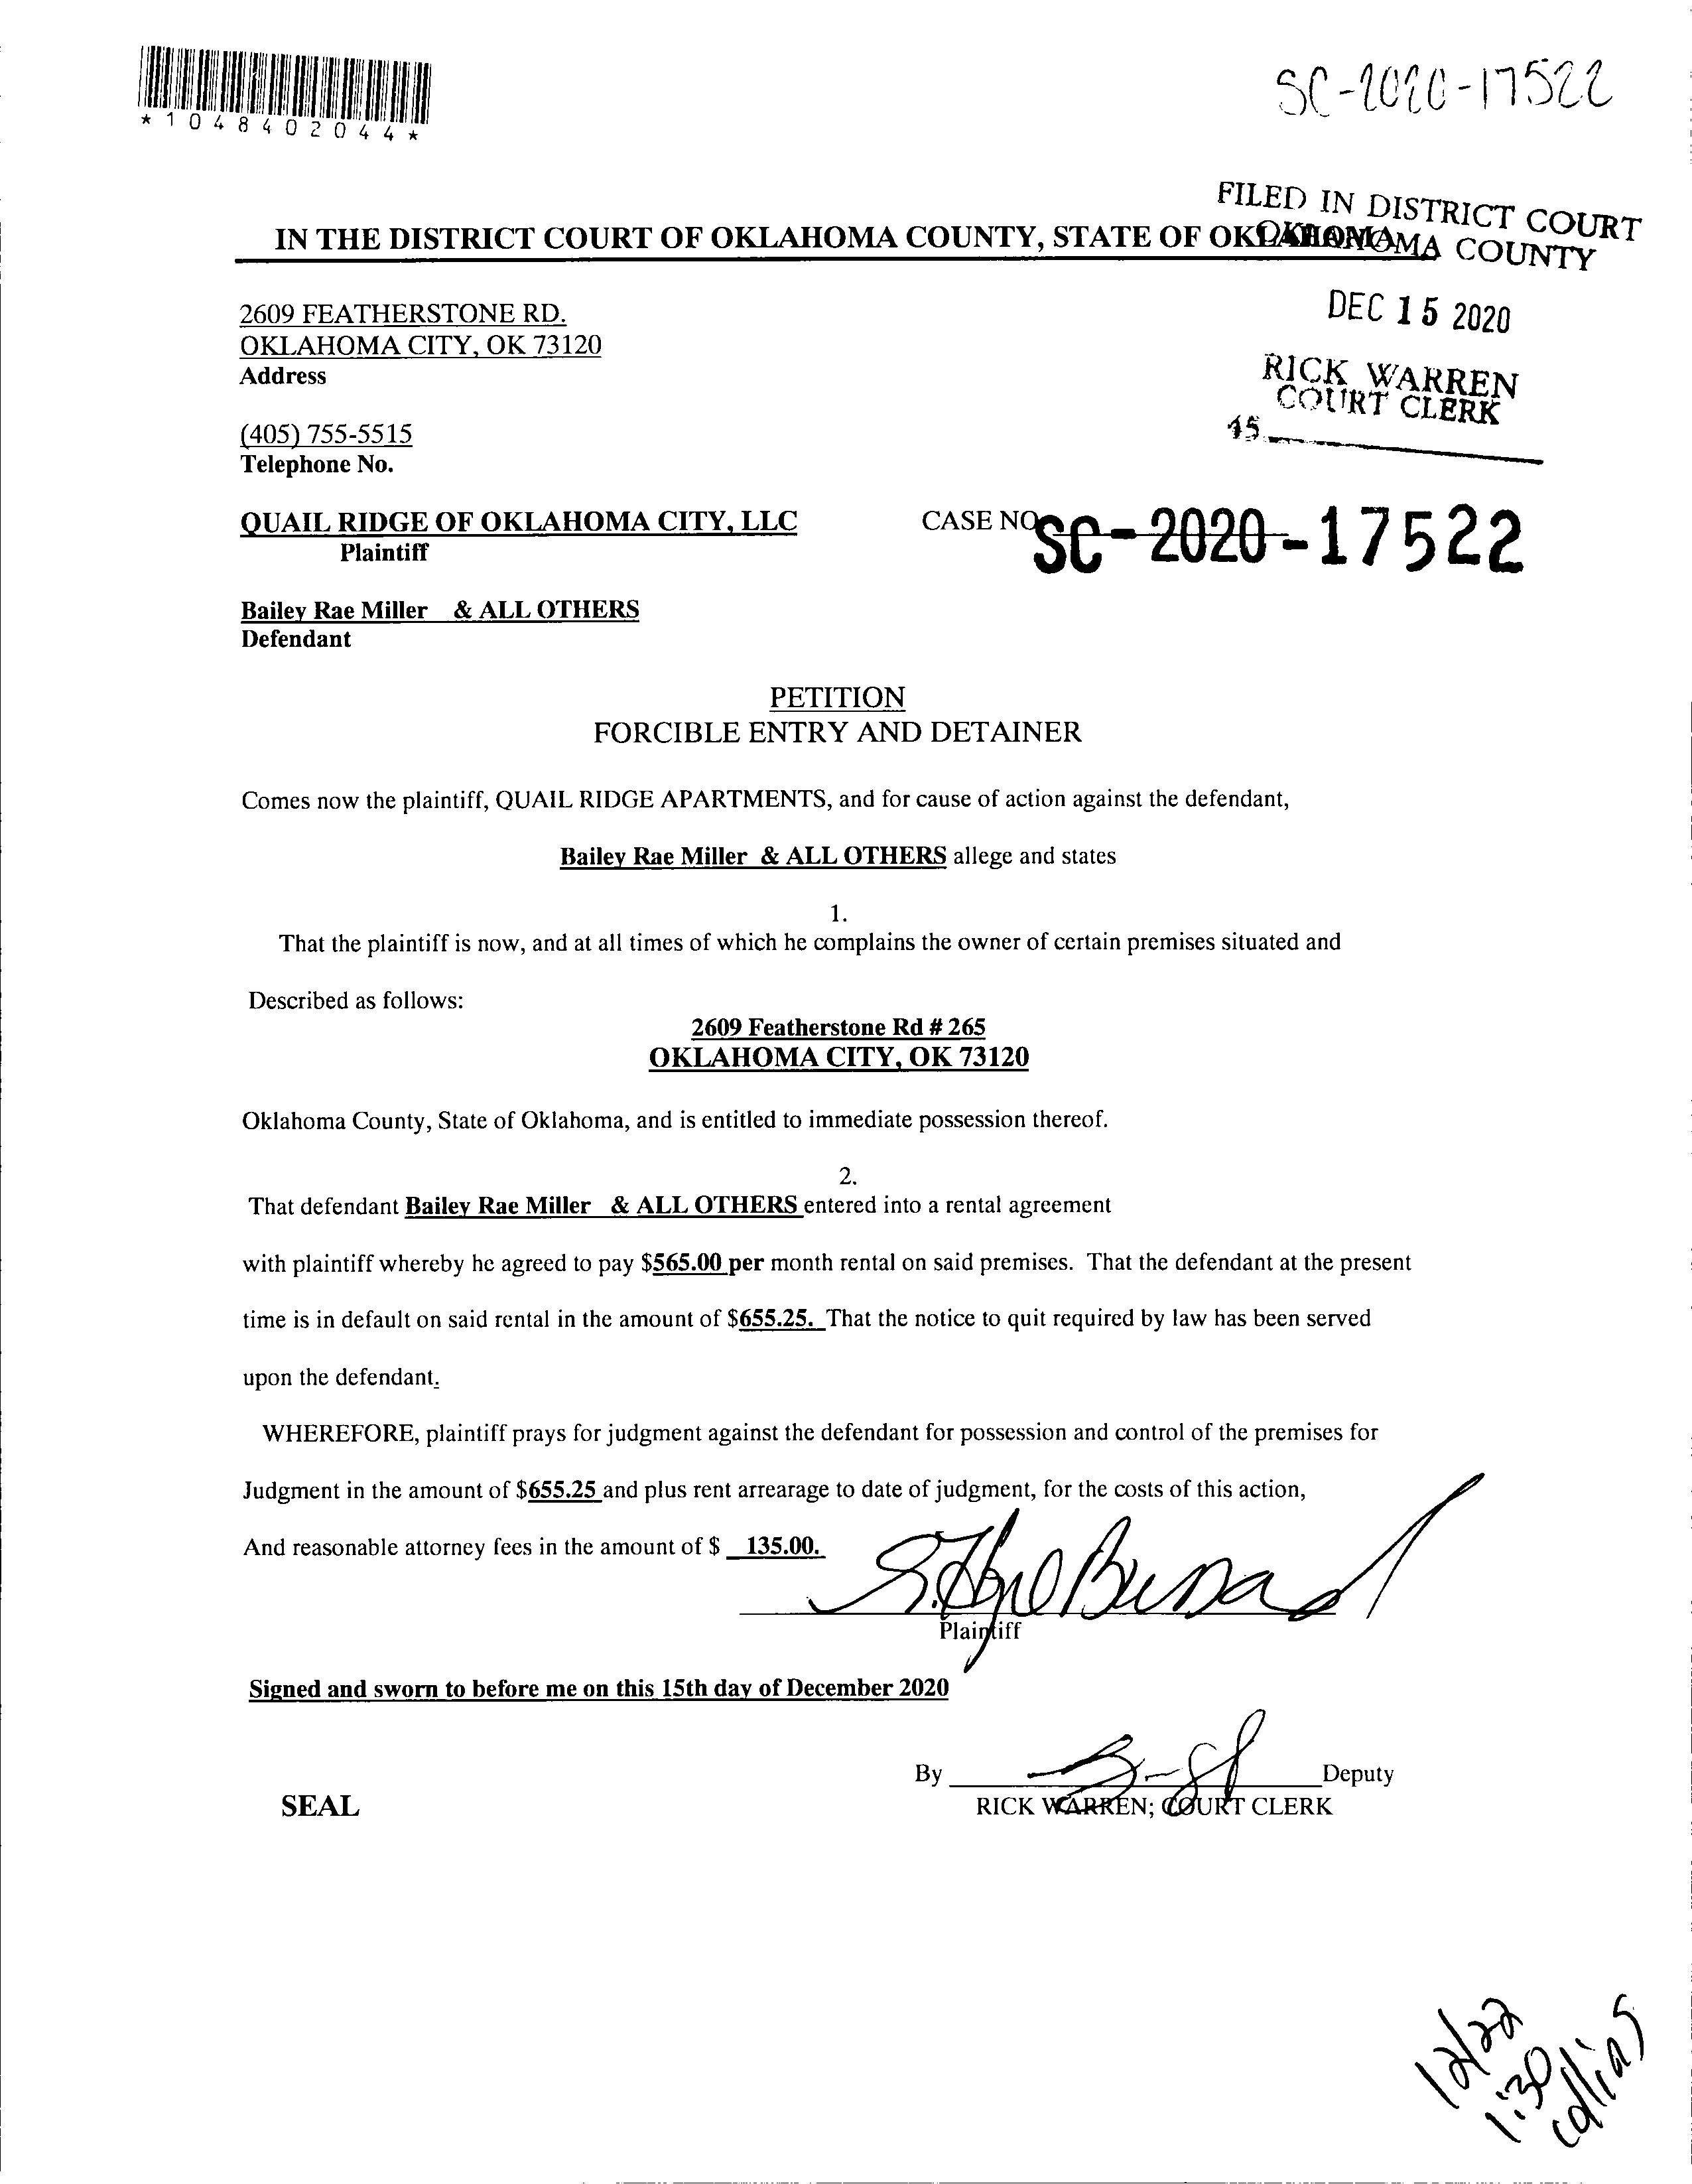 *1048402044*
SC-2020-17522
FILED IN DISTRICT COURT
OKLAHOMA COUNTY
IN THE DISTRICT COURT OF OKLAHOMA COUNTY, STATE OF OKLAHOMA
DEC 15 2020
RICK WARREN
COURT CLERK
45
2609 FEATHERSTONE RD.
OKLAHOMA CITY, OK 73120
Address
(405) 755-5515
Telephone No.
QUAIL RIDGE OF OKLAHOMA CITY, LLC
Plaintiff
CASE NO. SC-2020-17522
Bailey Rae Miller & ALL OTHERS
Defendant
PETITION
FORCIBLE ENTRY AND DETAINER
Comes now the plaintiff, QUAIL RIDGE APARTMENTS, and for cause of action against the defendant,
Bailey Rae Miller & ALL OTHERS allege and states
1.
That the plaintiff is now, and at all times of which he complains the owner of certain premises situated and
Described as follows:
2609 Featherstone Rd # 265
OKLAHOMA CITY, OK 73120
Oklahoma County, State of Oklahoma, and is entitled to immediate possession thereof.
2.
That defendant Bailey Rae Miller & ALL OTHERS entered into a rental agreement
with plaintiff whereby he agreed to pay $565.00 per month rental on said premises. That the defendant at the present
time is in default on said rental in the amount of $655.25. That the notice to quit required by law has been served
upon the defendant.
WHEREFORE, plaintiff prays for judgment against the defendant for possession and control of the premises for
Judgment in the amount of $655.25 and plus rent arrearage to date of judgment, for the costs of this action,
And reasonable attorney fees in the amount of $ 135.00.
Plaintiff
Signed and sworn to before me on this 15th day of December 2020
By Deputy
RICK WARREN; COURT CLERK
SEAL
12/22
1:30
Collins